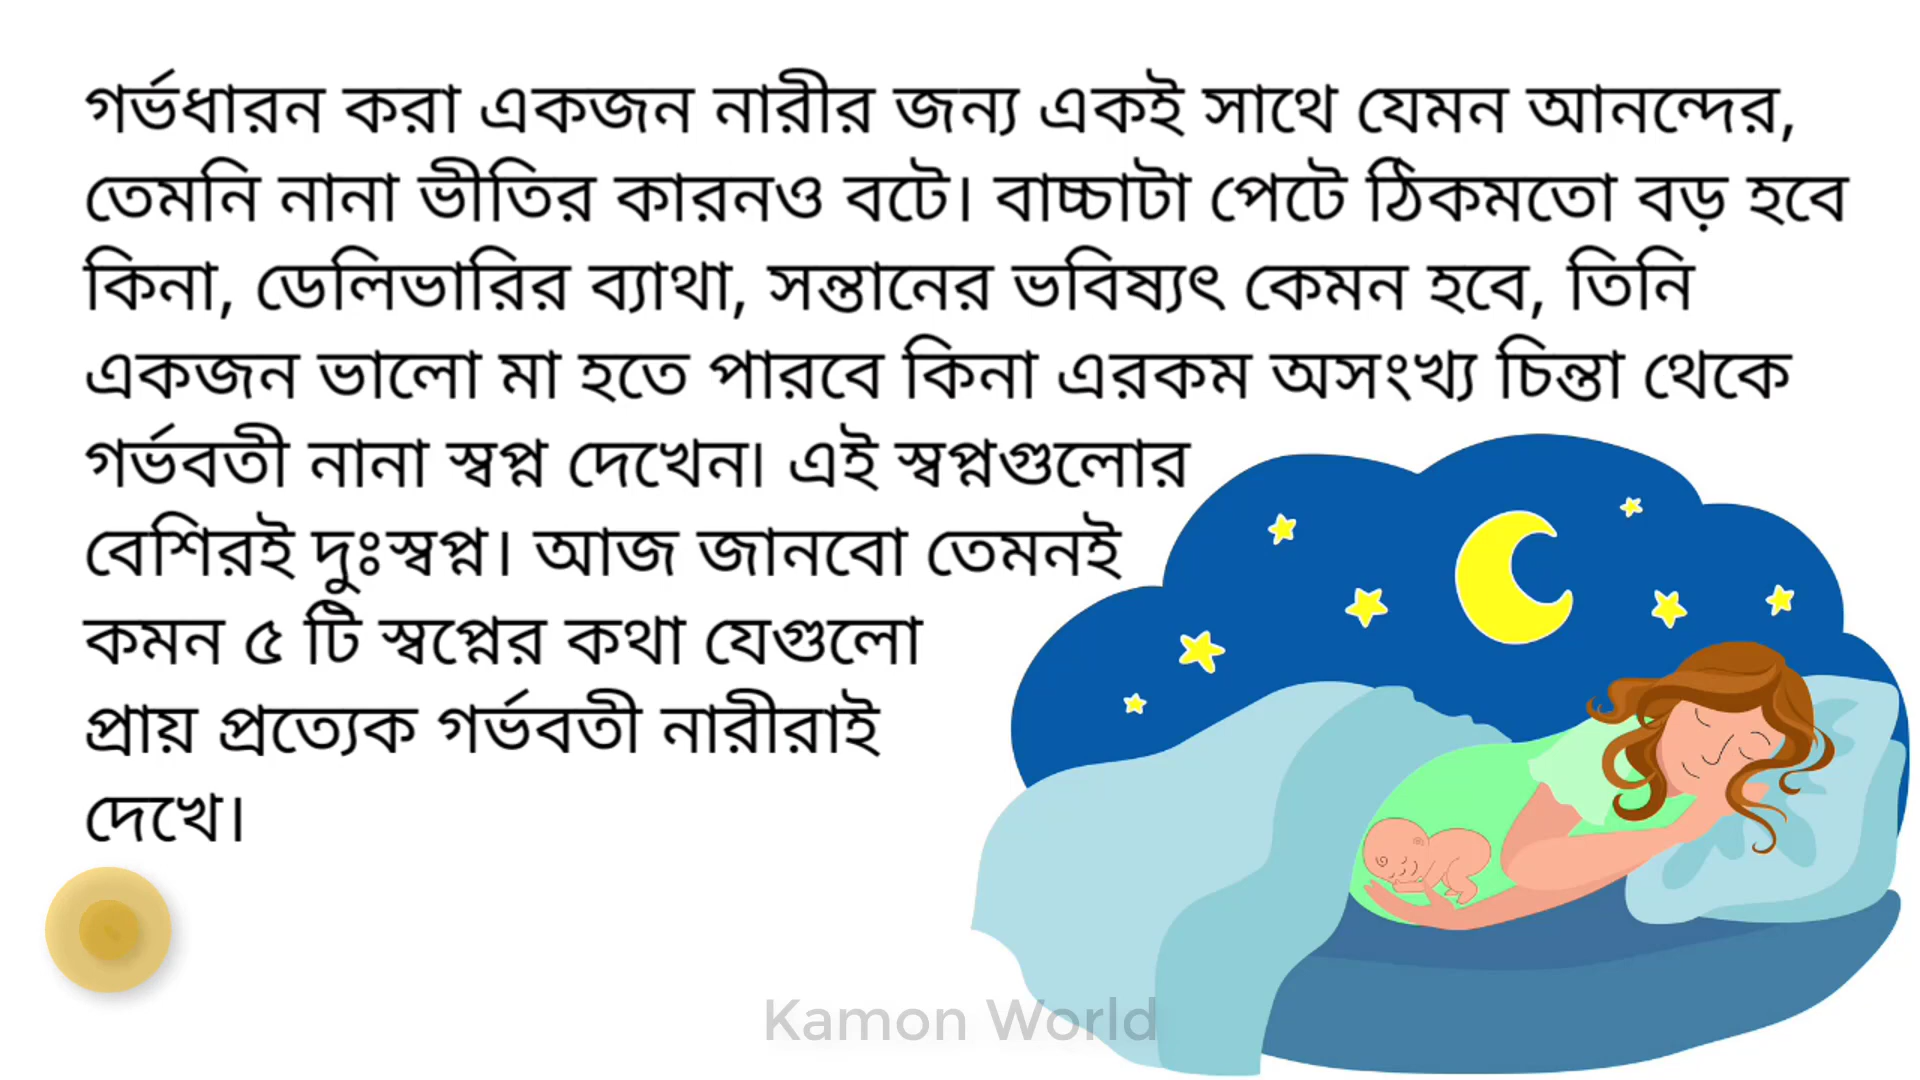 গর্ভধারন করা একজন নারীর জন্য একই সাথে যেমন আনন্দের,
তেমনি নানা ভীতির কারনও বটে। বাচ্চাটা পেটে ঠিকমতো বড় হবে
কিনা, ডেলিভারির ব্যাথা, সন্তানের ভবিষ্যৎ কেমন হবে, তিনি
একজন ভালো মা হতে পারবে কিনা এরকম অসংখ্য চিন্তা থেকে
গর্ভবতী নানা স্বপ্ন দেখেন। এই স্বপ্নগুলোর
বেশিরই দুঃস্বপ্ন। আজ জানবো তেমনই
কমন ৫ টি স্বপ্নের কথা যেগুলো
প্রায় প্রত্যেক গর্ভবতী নারীরাই
দেখে।
Kamon World